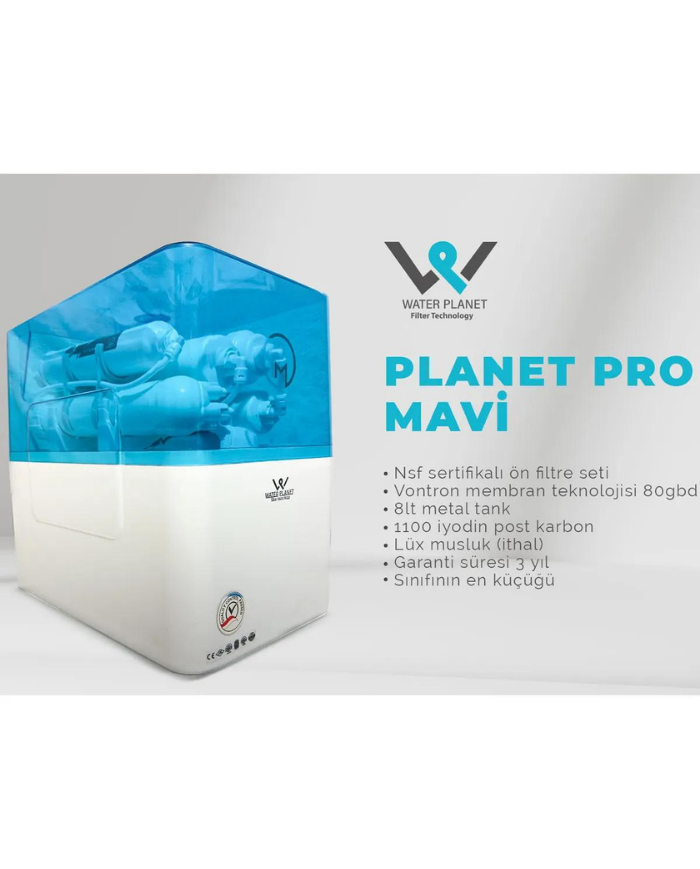 WATER PLANET
Filter Technology
PLANET PRO
MAVİ
• Nsf sertifikalı ön filtre seti
• Vontron membran teknolojisi 80gbd
• 8lt metal tank
• 1100 iyodin post karbon
• Lüx musluk (ithal)
• Garanti süresi 3 yıl
• Sınıfının en küçüğü
M
WATER PLANET
CE